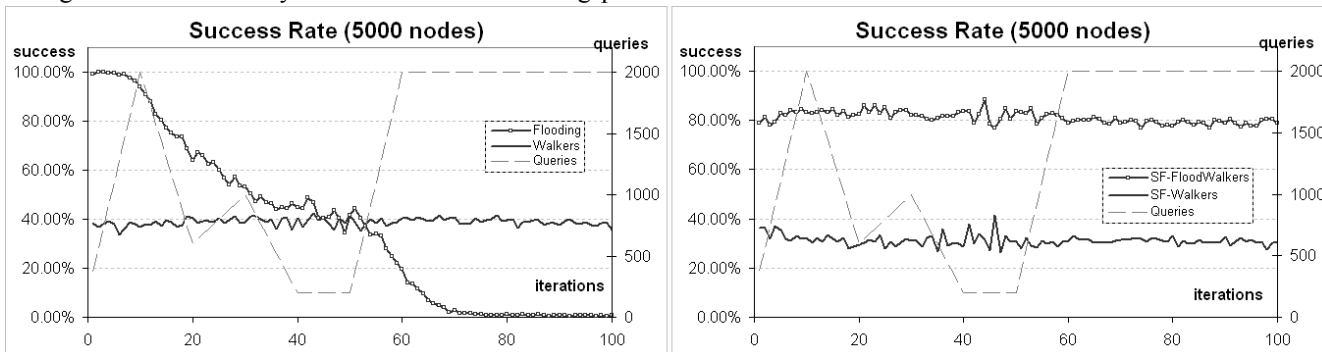 Success Rate (5000 nodes)
success
queries
100.00%
80.00%
60.00%
40.00%
20.00%
0.00%
2000
1500
1000
500
0
Flooding
Walkers
Queries
iterations
0 20 40 60 80 100
Success Rate (5000 nodes)
success
queries
100.00%
80.00%
60.00%
40.00%
20.00%
0.00%
2000
1500
1000
500
0
SF-FloodWalkers
SF-Walkers
Queries
iterations
0 20 40 60 80 100